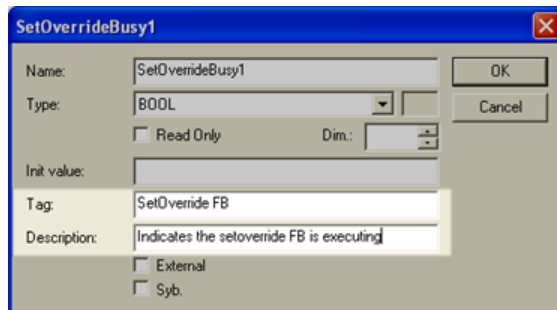 SetOverrideBusy1
Name: SetOverrideBusy1 OK
Type: BOOL Cancel
Read Only Dim.:
Init value:
Tag: SetOverride FB
Description: Indicates the setoverride FB is executing
External
Syb.